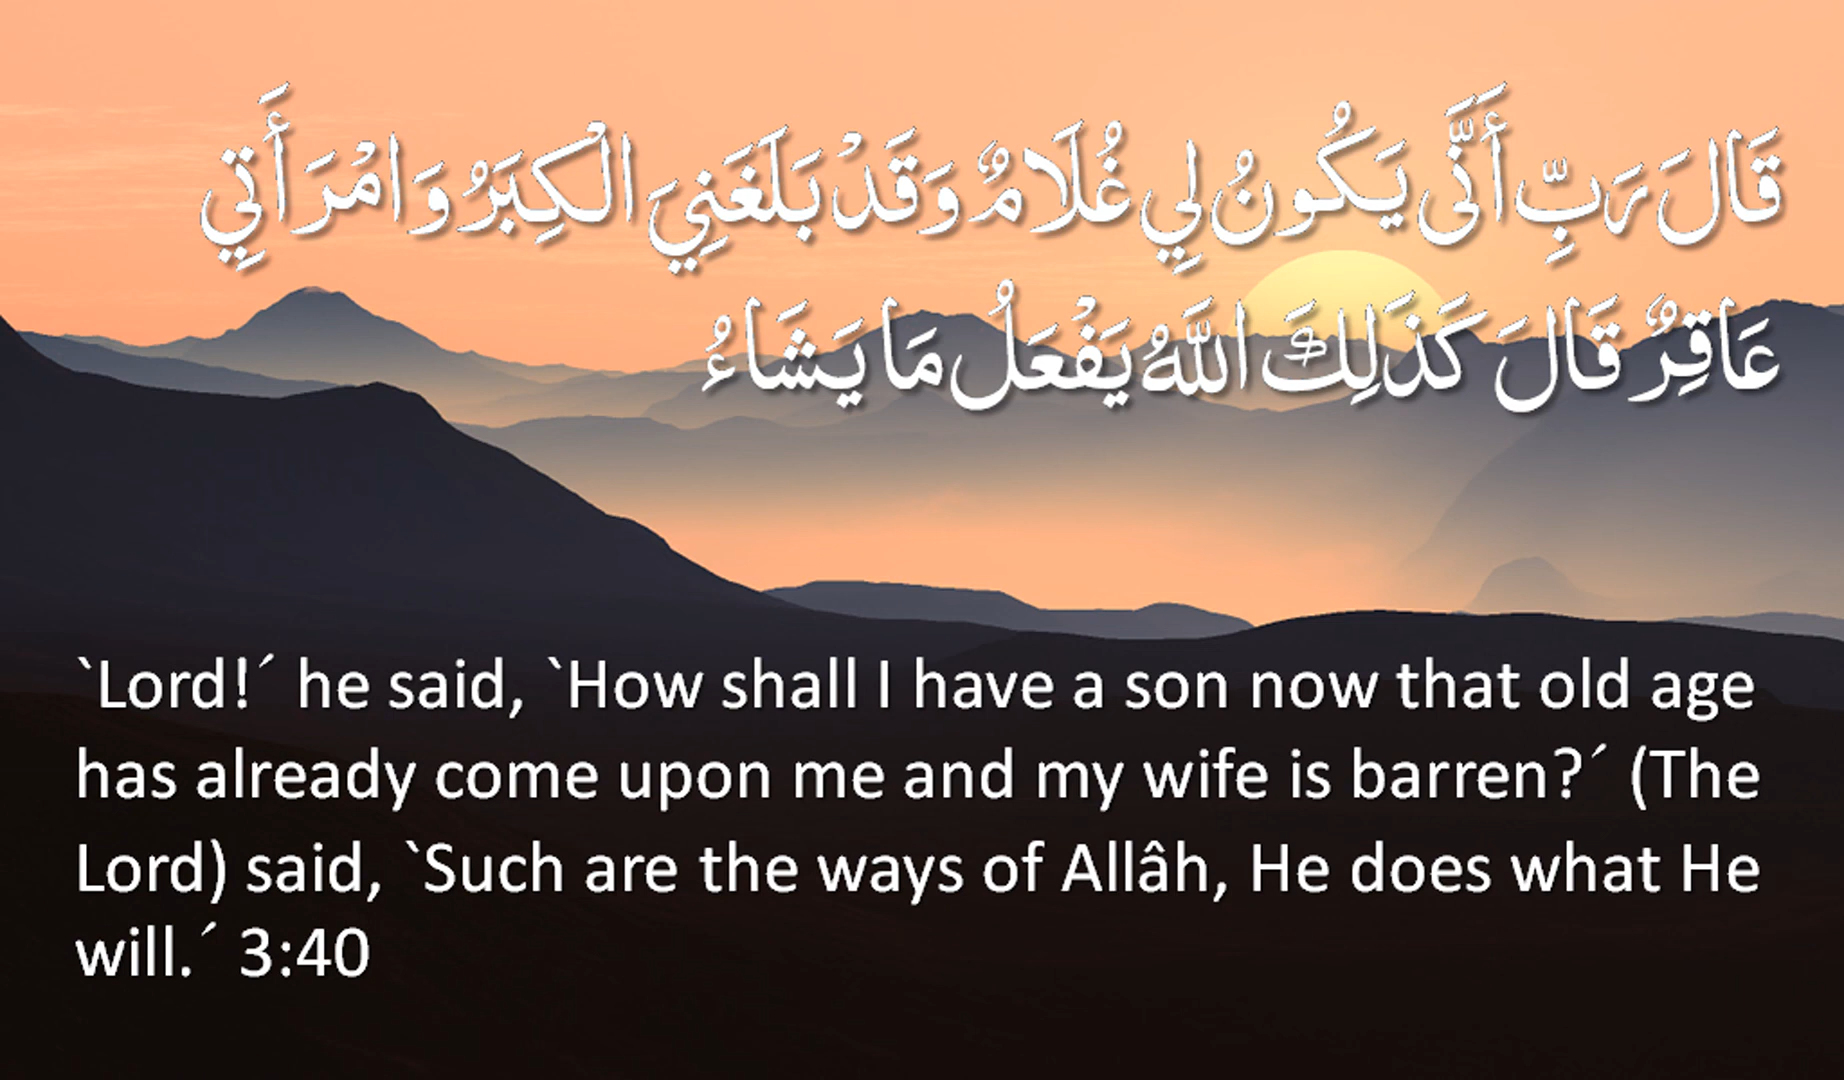 قَالَ رَبِّ أَنَّى يَكُونُ لِي غُلَامٌ وَقَدْ بَلَغَنِيَ الْكِبَرُ وَامْرَأَتِي
عَاقِرٌ قَالَ كَذَلِكَ اللَّهُ يَفْعَلُ مَا يَشَاءُ
`Lord!´ he said, `How shall I have a son now that old age
has already come upon me and my wife is barren?´ (The
Lord) said, `Such are the ways of Allâh, He does what He
will.´ 3:40